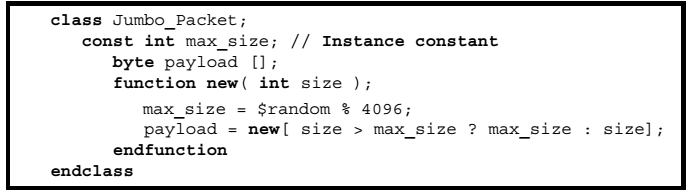 class Jumbo_Packet;
const int max_size; // Instance constant
byte payload [];
function new( int size );
max_size = $random % 4096;
payload = new[ size > max_size ? max_size : size];
endfunction
endclass